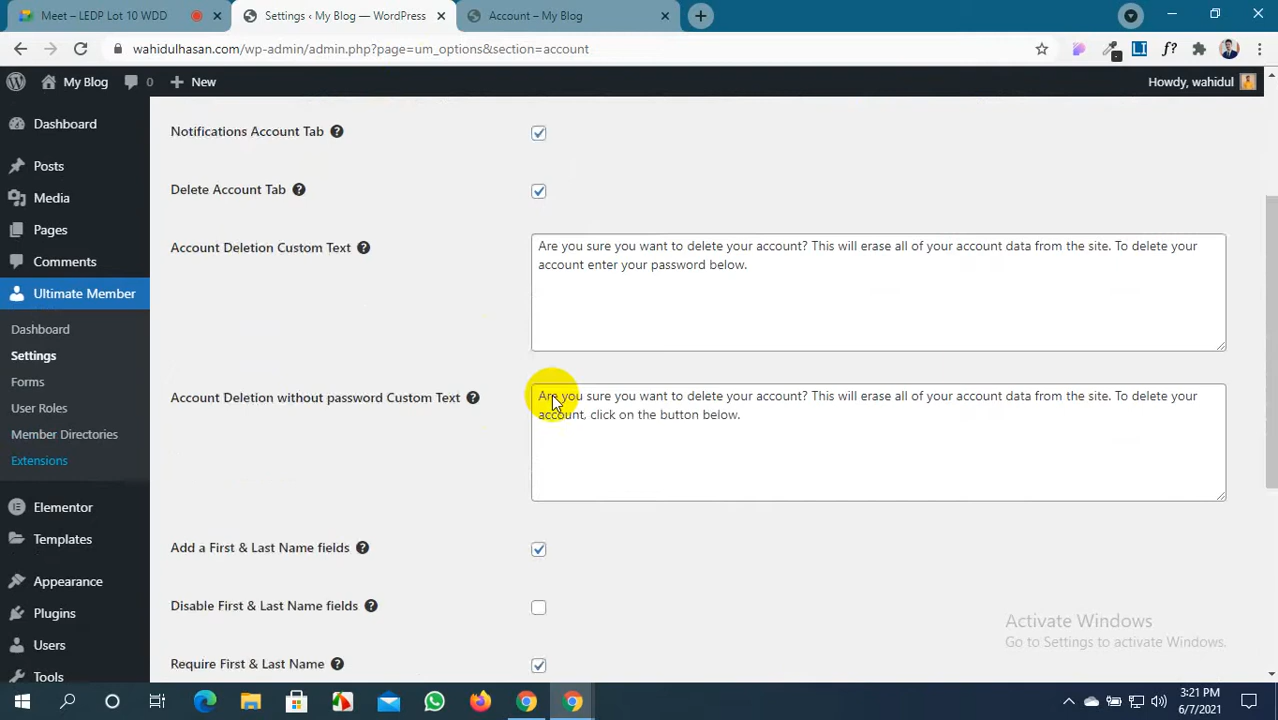 Meet – LEDP Lot 10 WDD
Settings ‹ My Blog — WordPress
Account – My Blog
wahidulhasan.com/wp-admin/admin.php?page=um_options&section=account
My Blog
0
New
Howdy, wahidul
Dashboard
Posts
Media
Pages
Comments
Ultimate Member
Dashboard
Settings
Forms
User Roles
Member Directories
Extensions
Elementor
Templates
Appearance
Plugins
Users
Tools
Notifications Account Tab
Delete Account Tab
Account Deletion Custom Text
Are you sure you want to delete your account? This will erase all of your account data from the site. To delete your
account enter your password below.
Account Deletion without password Custom Text
Are you sure you want to delete your account? This will erase all of your account data from the site. To delete your
account, click on the button below.
Add a First & Last Name fields
Disable First & Last Name fields
Require First & Last Name
Activate Windows
Go to Settings to activate Windows.
3:21 PM
6/7/2021